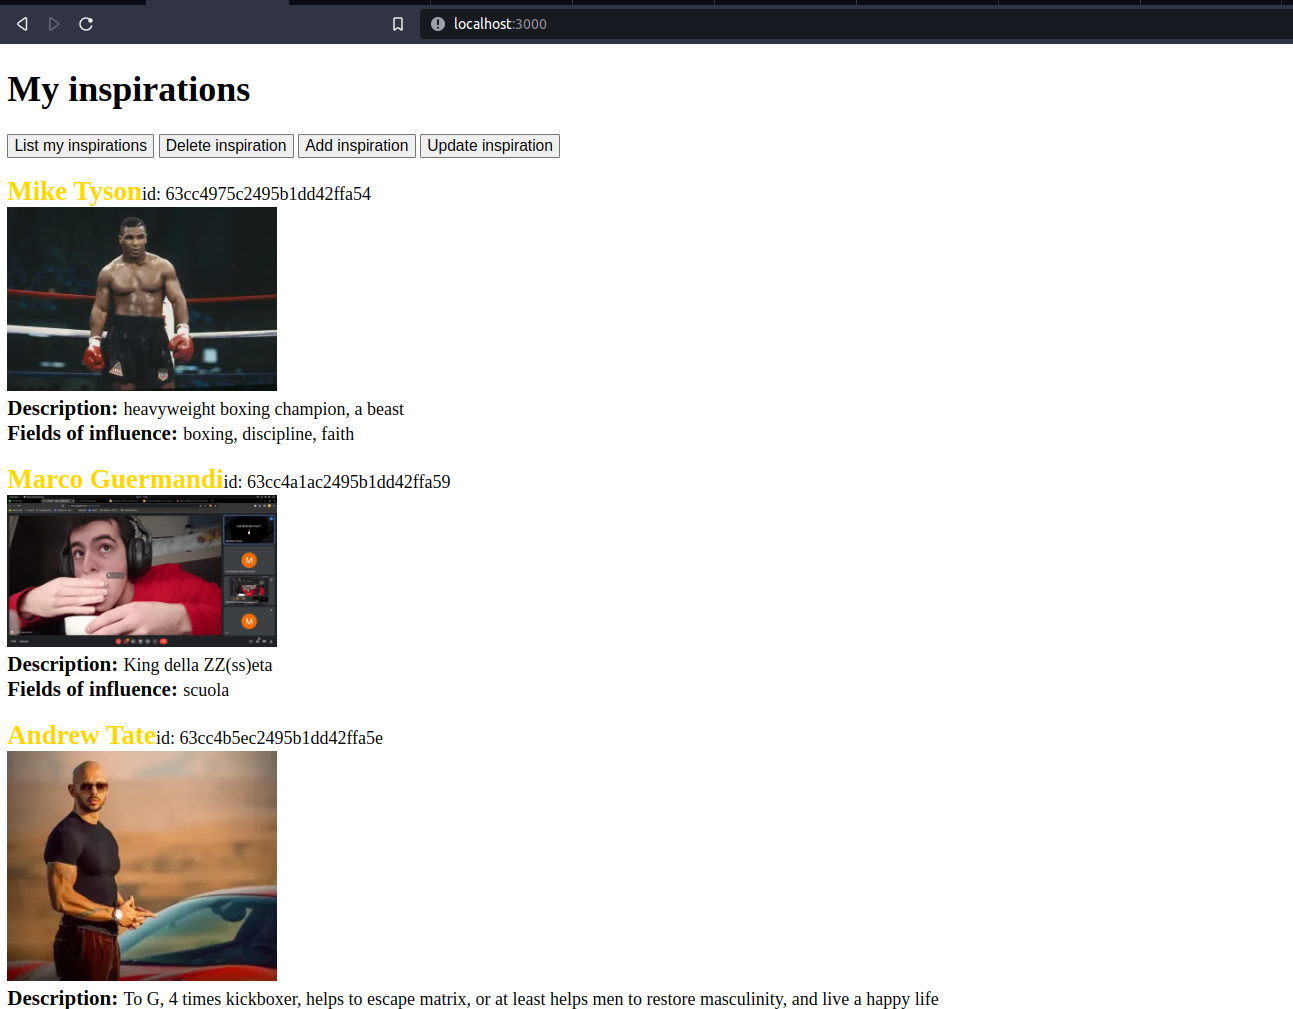 localhost:3000
My inspirations
List my inspirations Delete inspiration Add inspiration Update inspiration
Mike Tysonid: 63cc4975c2495b1dd42ffa54
Description: heavyweight boxing champion, a beast
Fields of influence: boxing, discipline, faith
Marco Guermandiid: 63cc4a1ac2495b1dd42ffa59
M
M
Description: King della ZZ(ss)eta
Fields of influence: scuola
Andrew Tateid: 63cc4b5ec2495b1dd42ffa5e
Description: To G, 4 times kickboxer, helps to escape matrix, or at least helps men to restore masculinity, and live a happy life